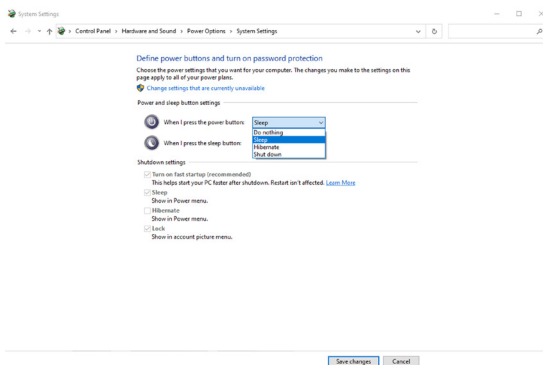 System Settings
Control Panel > Hardware and Sound > Power Options > System Settings
Define power buttons and turn on password protection
Choose the power settings that you want for your computer. The changes you make to the settings on this
page apply to all of your power plans.
Change settings that are currently unavailable
Power and sleep button settings
When I press the power button: Sleep
Do nothing
Sleep
When I press the sleep button: Hibernate
Shut down
Shutdown settings
Turn on fast startup (recommended)
This helps start your PC faster after shutdown. Restart isn't affected. Learn More
Sleep
Show in Power menu.
Hibernate
Show in Power menu.
Lock
Show in account picture menu.
Save changes Cancel